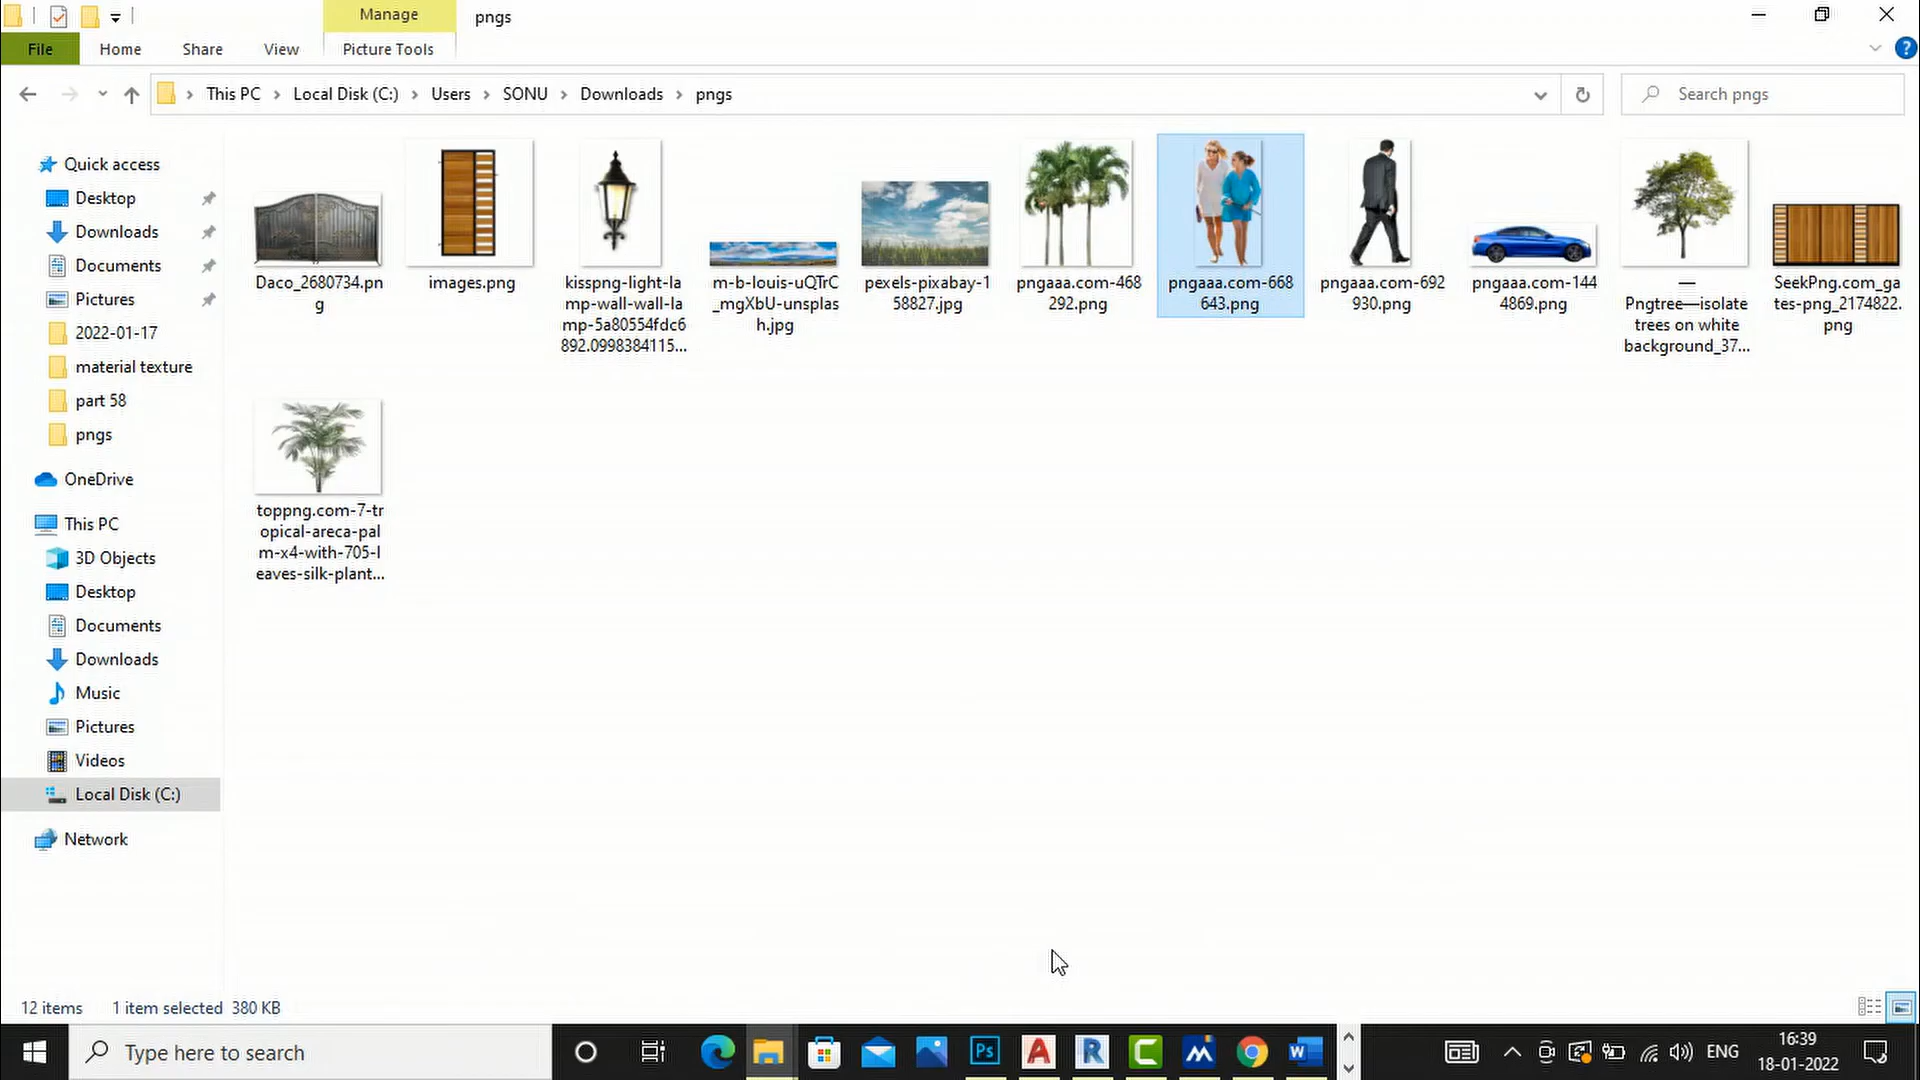 Manage
pngs
File
Home
Share
View
Picture Tools
This PC
Local Disk (C:)
Users
SONU
Downloads
pngs
Search pngs
Quick access
Desktop
Downloads
Documents
Pictures
2022-01-17
material texture
part 58
pngs
OneDrive
This PC
3D Objects
Desktop
Documents
Downloads
Music
Pictures
Videos
Local Disk (C:)
Network
Daco_2680734.pn
g
images.png
kisspng-light-la
mp-wall-wall-la
mp-5a80554fdc6
892.0998384115...
m-b-louis-uQTrC
_mgXbU-unsplas
h.jpg
pexels-pixabay-1
58827.jpg
pngaaa.com-468
292.png
pngaaa.com-668
643.png
pngaaa.com-692
930.png
pngaaa.com-144
4869.png
—
Pngtree—isolate
trees on white
background_37...
SeekPng.com_ga
tes-png_2174822.
png
toppng.com-7-tr
opical-areca-pal
m-x4-with-705-l
eaves-silk-plant...
12 items
1 item selected 380 KB
Type here to search
Ps
ENG
16:39
18-01-2022